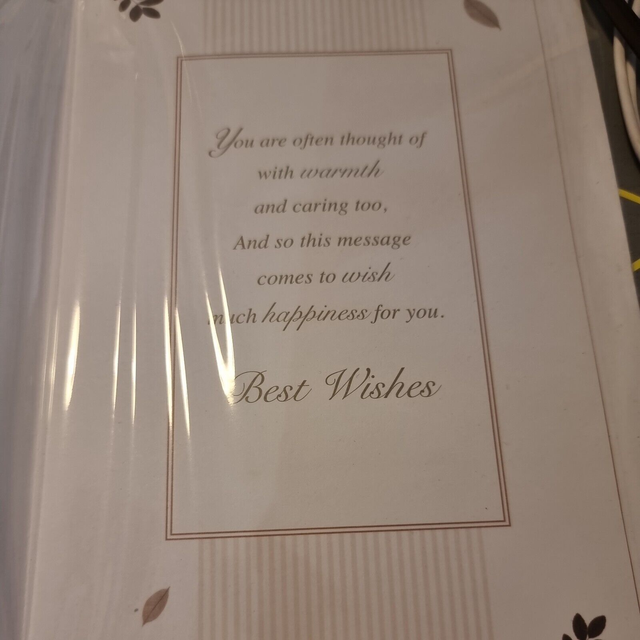 You are often thought of
with warmth
and caring too,
And so this message
comes to wish
much happiness for you.
Best Wishes